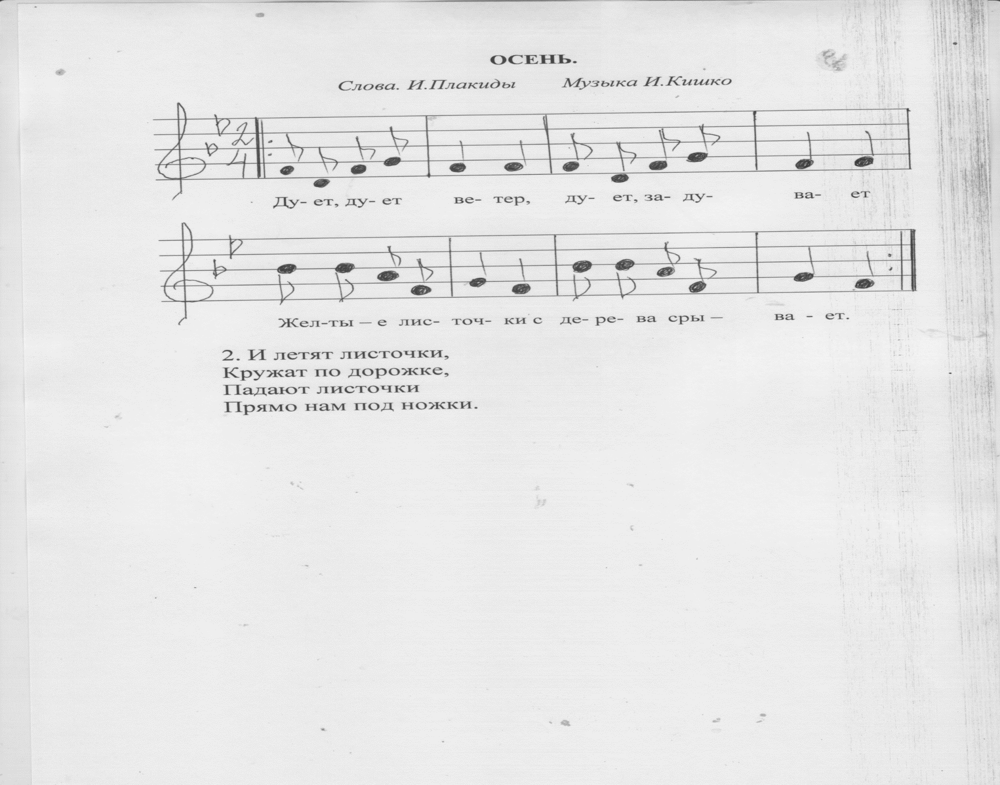 ОСЕНЬ.
Слова. И.Плакиды Музыка И.Кишко
2
4
Ду- ет, ду- ет ве- тер, ду- ет, за- ду- ва- ет
Жел-ты – е лис- точ- ки с де- ре- ва сры – ва - ет.
2. И летят листочки,
Кружат по дорожке,
Падают листочки
Прямо нам под ножки.